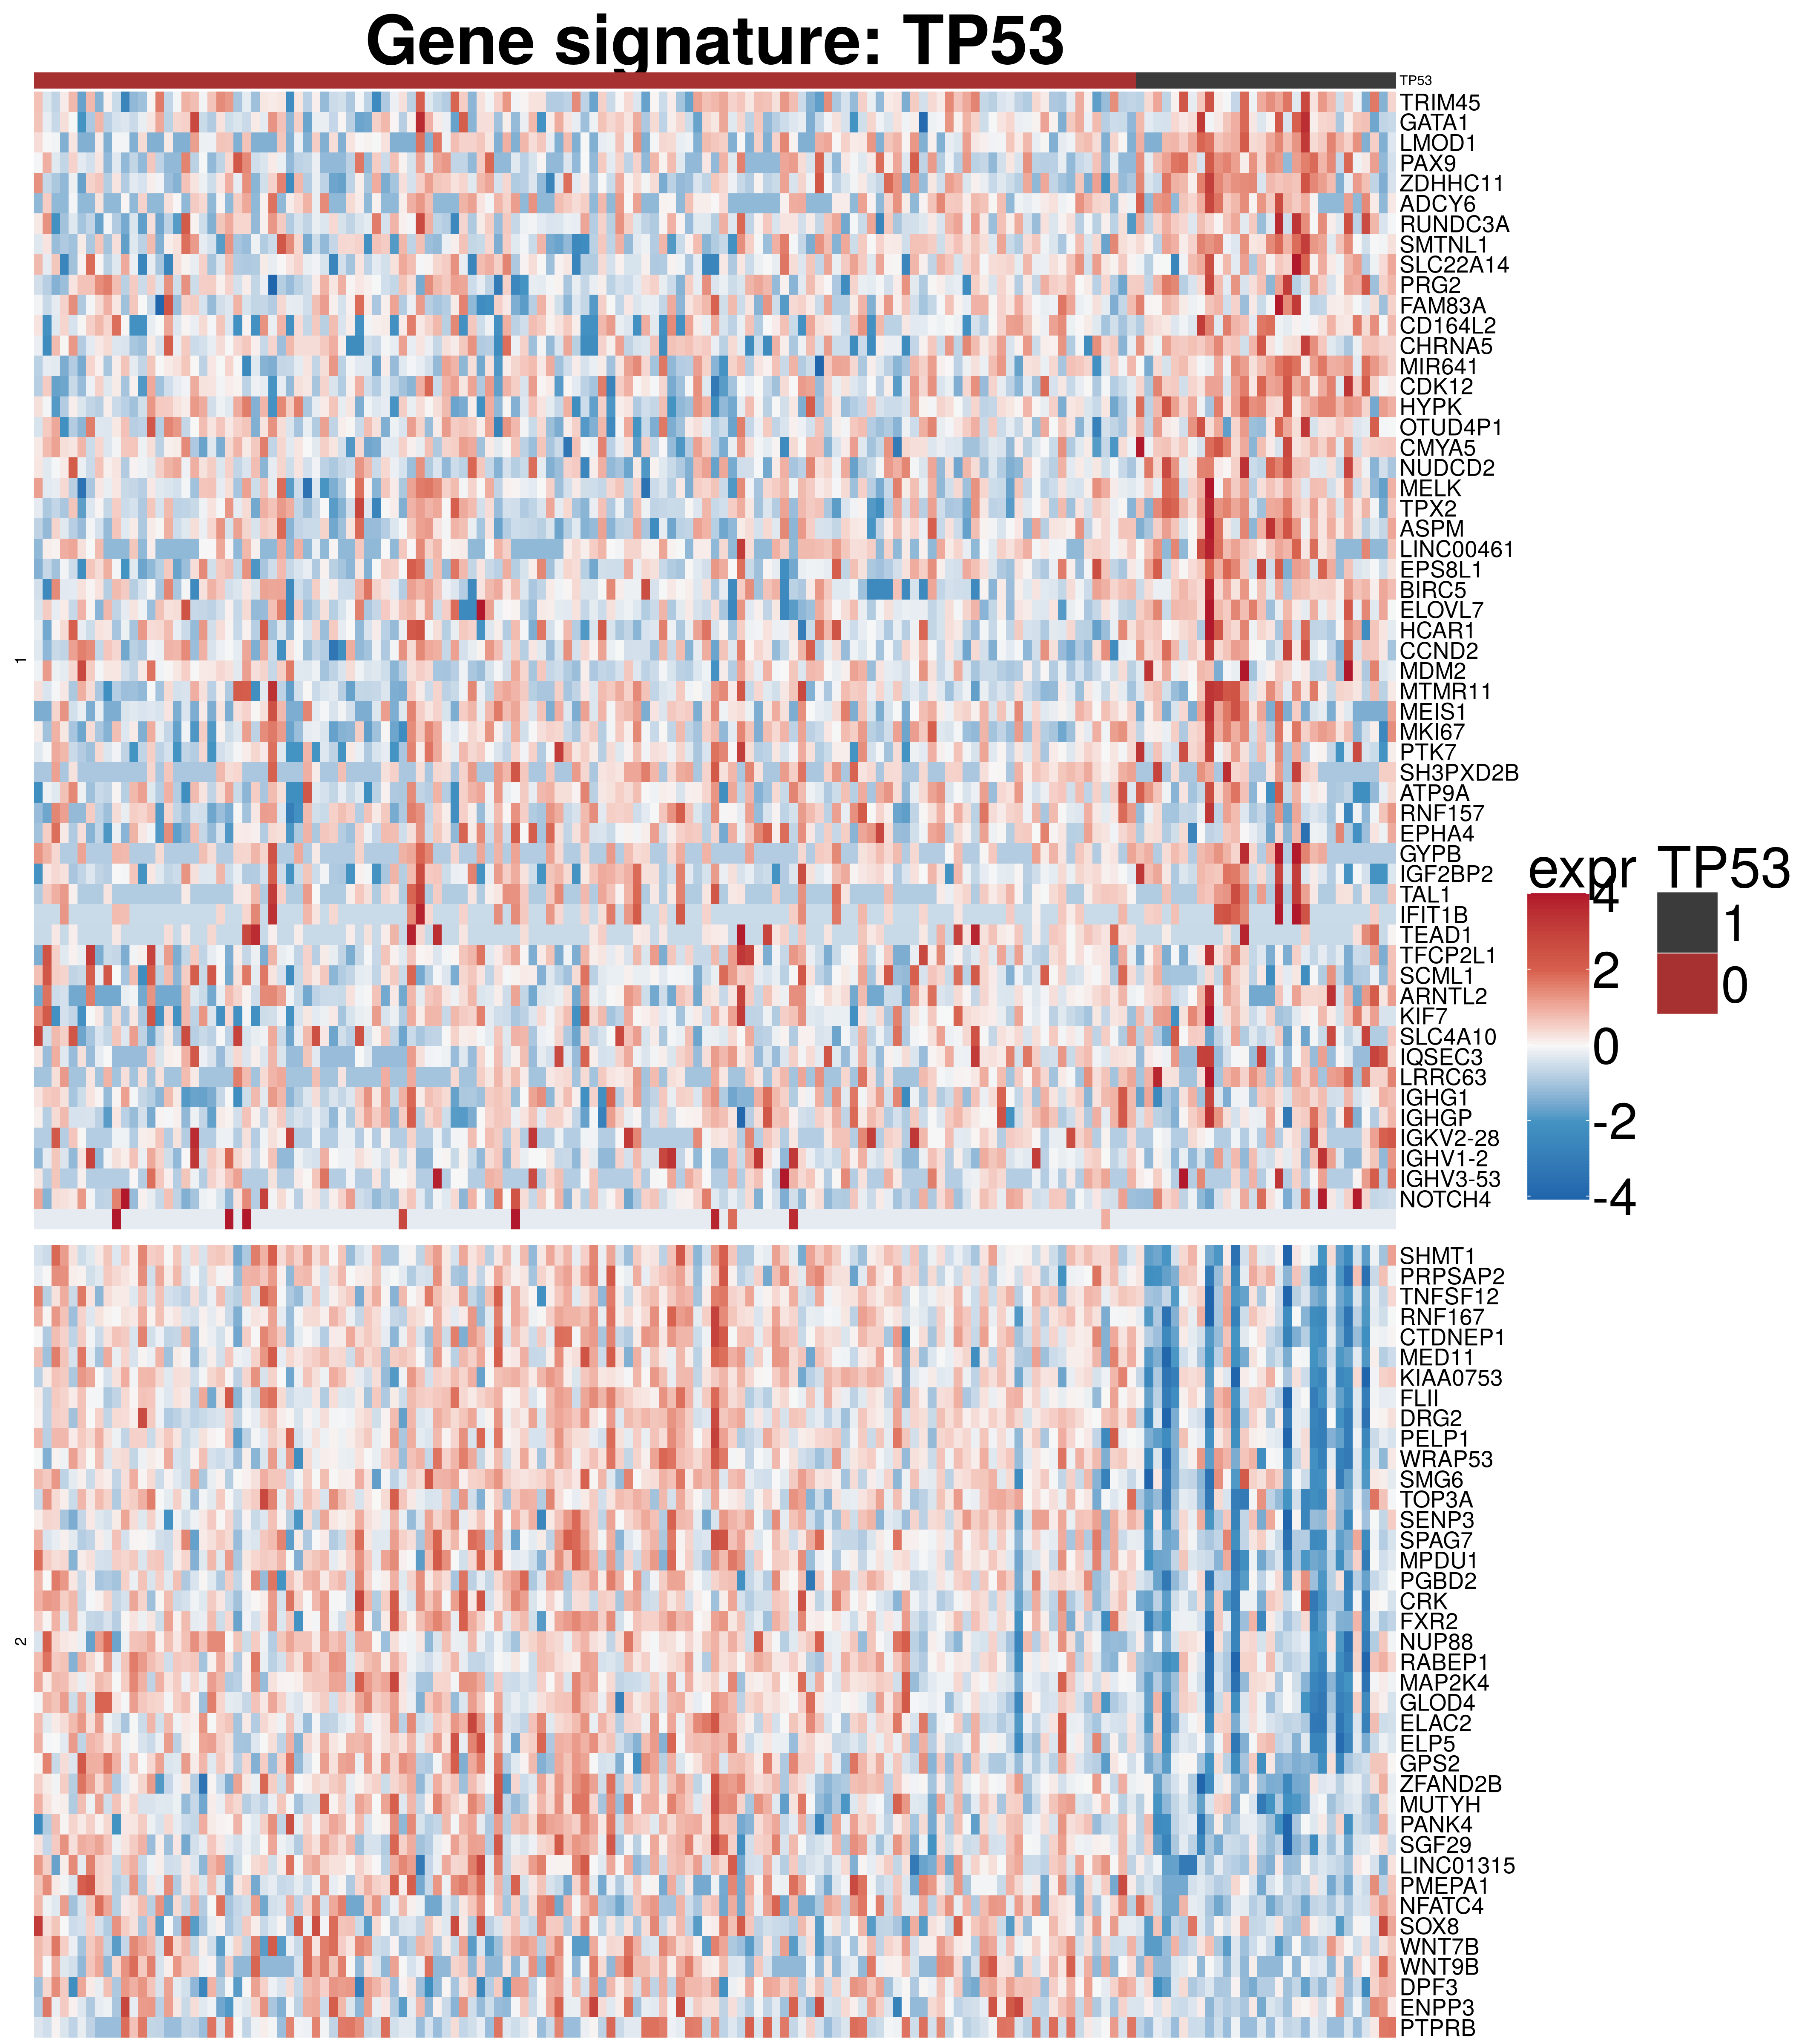 Gene signature: TP53
TP53
TRIM45
GATA1
LMOD1
PAX9
ZDHHC11
ADCY6
RUNDC3A
SMTNL1
SLC22A14
PRG2
FAM83A
CD164L2
CHRNA5
MIR641
CDK12
HYPK
OTUD4P1
CMYA5
NUDCD2
MELK
TPX2
ASPM
LINC00461
EPS8L1
BIRC5
ELOVL7
HCAR1
CCND2
MDM2
MTMR11
MEIS1
MKI67
PTK7
SH3PXD2B
ATP9A
RNF157
EPHA4
GYPB
IGF2BP2
TAL1
IFIT1B
TEAD1
TFCP2L1
SCML1
ARNTL2
KIF7
SLC4A10
IQSEC3
LRRC63
IGHG1
IGHGP
IGKV2-28
IGHV1-2
IGHV3-53
NOTCH4
1
SHMT1
PRPSAP2
TNFSF12
RNF167
CTDNEP1
MED11
KIAA0753
FLII
DRG2
PELP1
WRAP53
SMG6
TOP3A
SENP3
SPAG7
MPDU1
PGBD2
CRK
FXR2
NUP88
RABEP1
MAP2K4
GLOD4
ELAC2
ELP5
GPS2
ZFAND2B
MUTYH
PANK4
SGF29
LINC01315
PMEPA1
NFATC4
SOX8
WNT7B
WNT9B
DPF3
ENPP3
PTPRB
2
expr
4
2
0
-2
-4
TP53
1
0